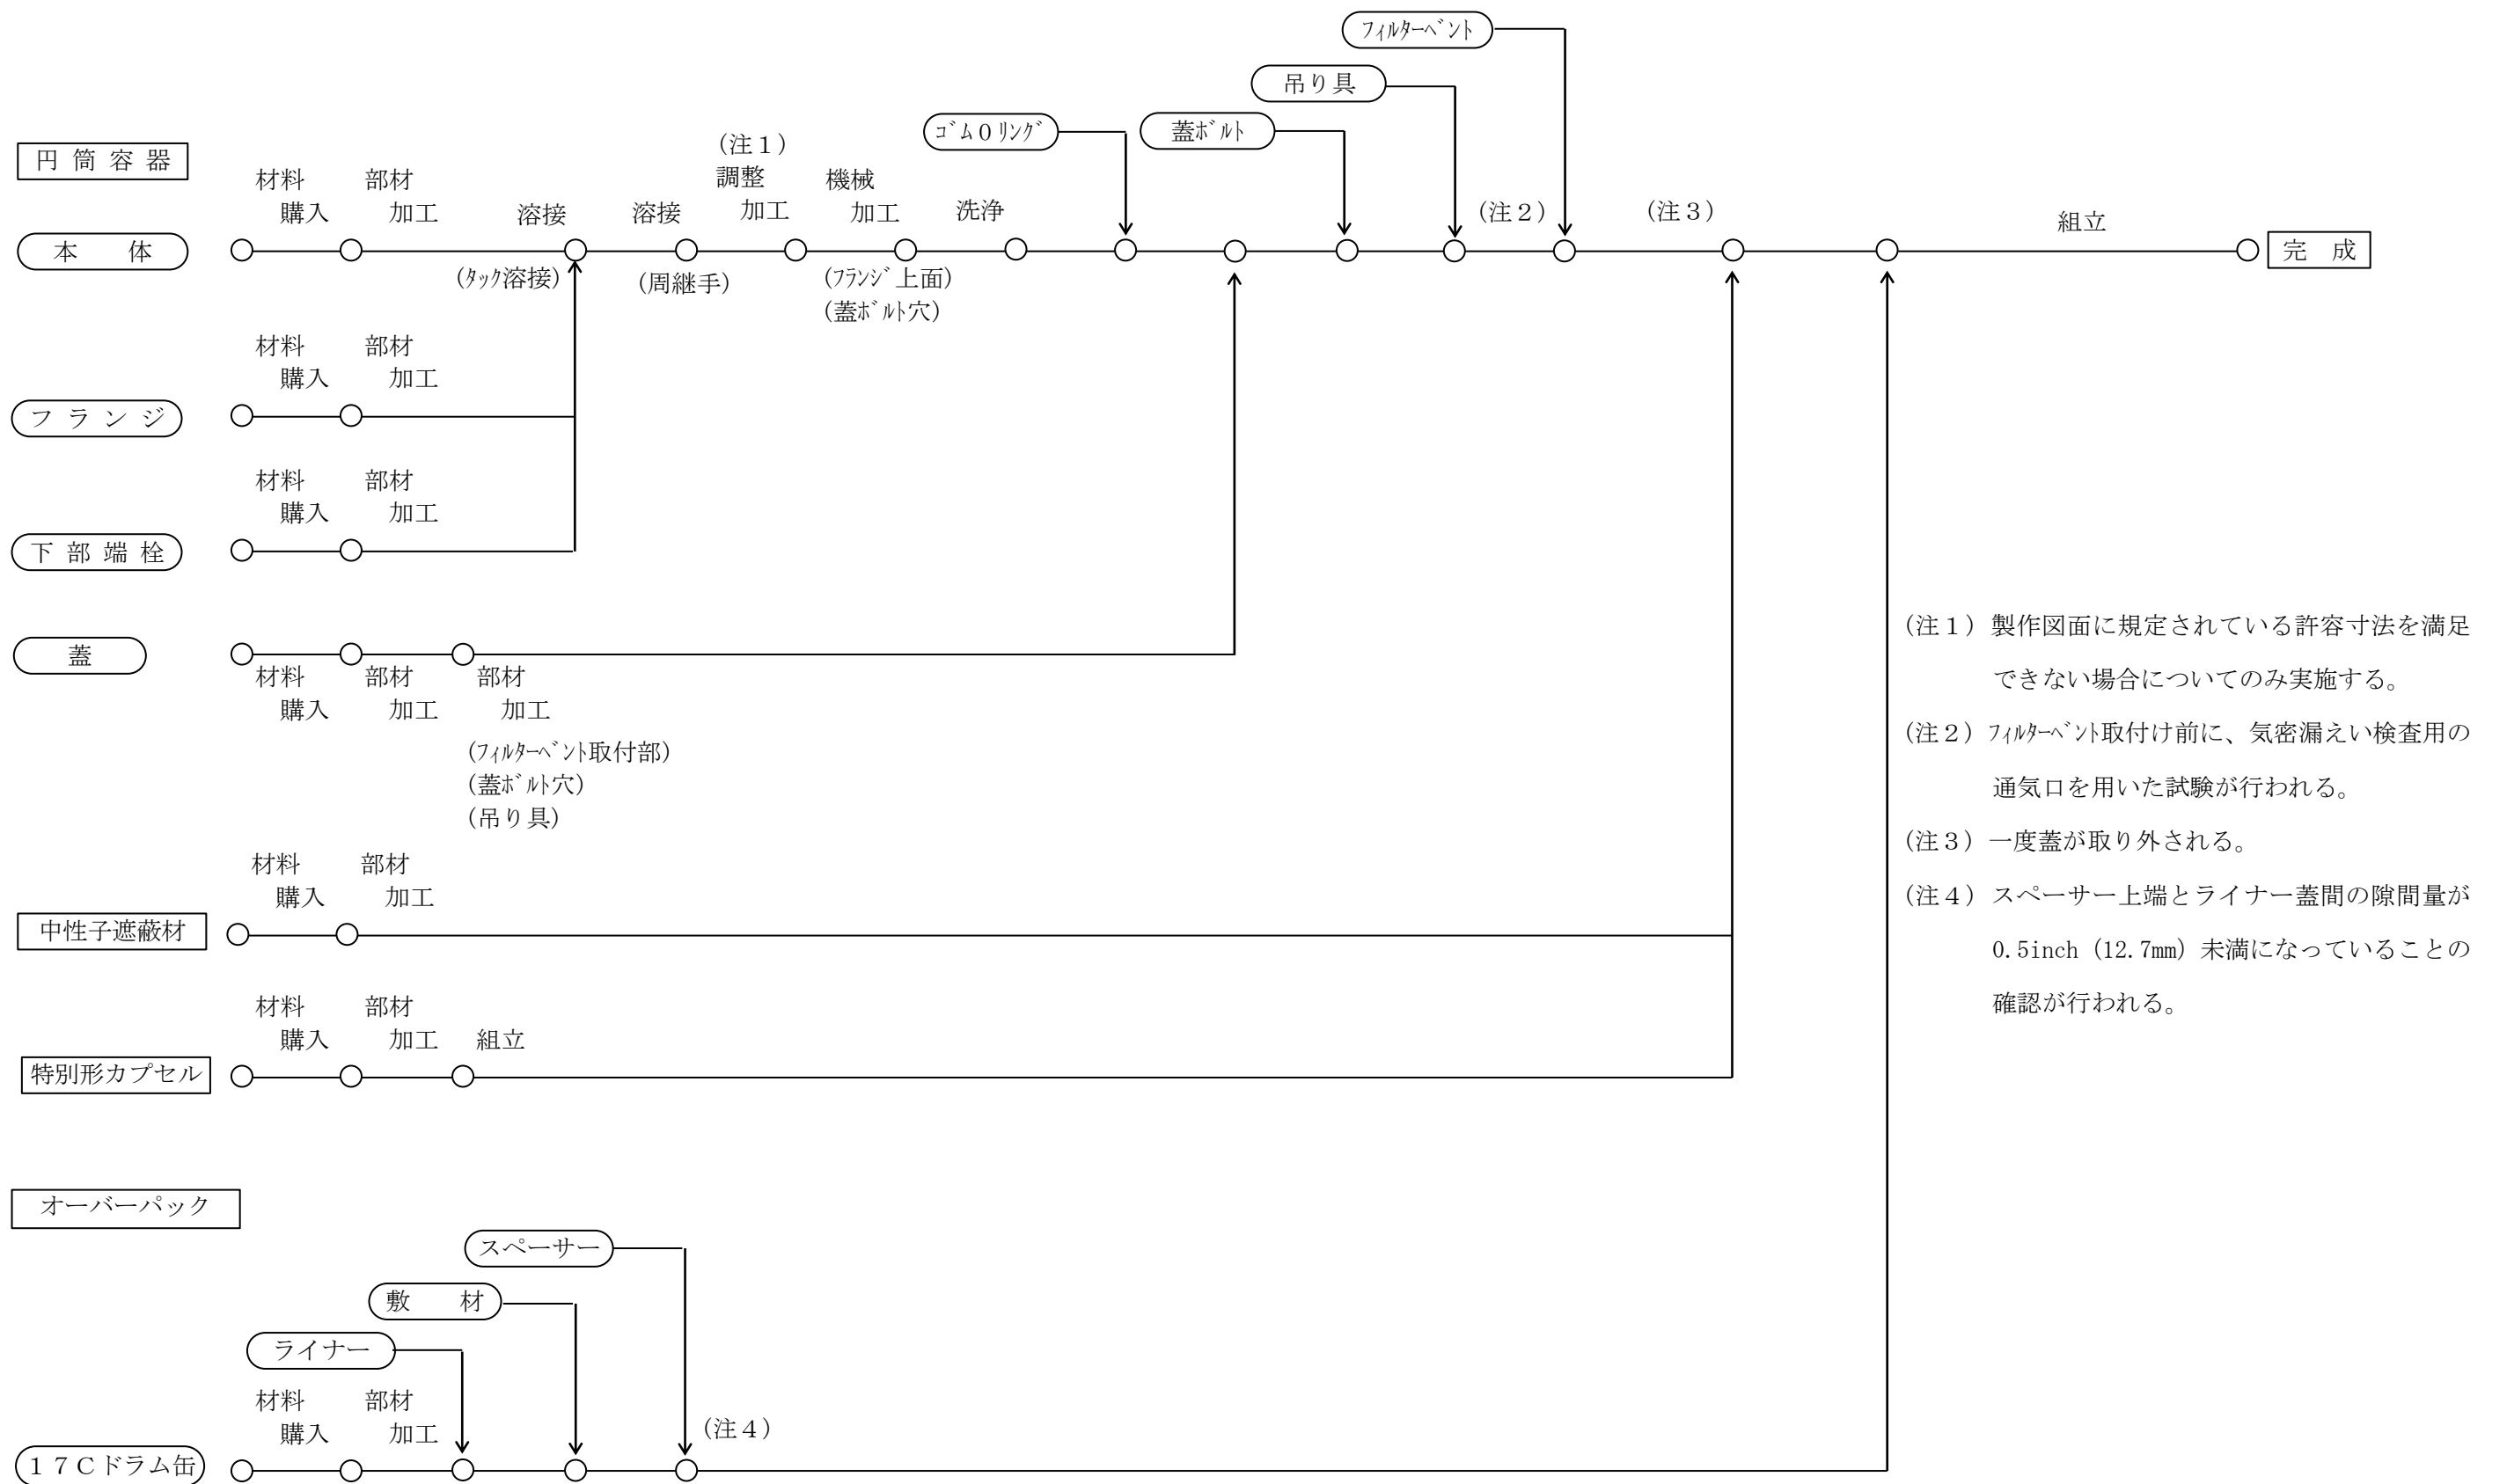 フィルターベント
吊り具
ゴムOリング
蓋ボルト
円筒容器
(注1)
材料
購入
部材
加工
溶接
溶接
調整
加工
機械
加工
洗浄
(注2)
(注3)
組立
本　体
完　成
(タック溶接)
(周継手)
(フランジ上面)
(蓋ボルト穴)
材料
購入
部材
加工
フランジ
材料
購入
部材
加工
下部端栓
蓋
材料
購入
部材
加工
部材
加工
(フィルターベント取付部)
(蓋ボルト穴)
(吊り具)
(注1)製作図面に規定されている許容寸法を満足
できない場合についてのみ実施する。
(注2)フィルターベント取付け前に、気密漏えい検査用の
通気口を用いた試験が行われる。
(注3)一度蓋が取り外される。
(注4)スペーサー上端とライナー蓋間の隙間量が
0.5inch (12.7mm) 未満になっていることの
確認が行われる。
材料
購入
部材
加工
中性子遮蔽材
材料
購入
部材
加工
組立
特別形カプセル
オーバーパック
スペーサー
敷　材
ライナー
材料
購入
部材
加工
(注4)
17Cドラム缶